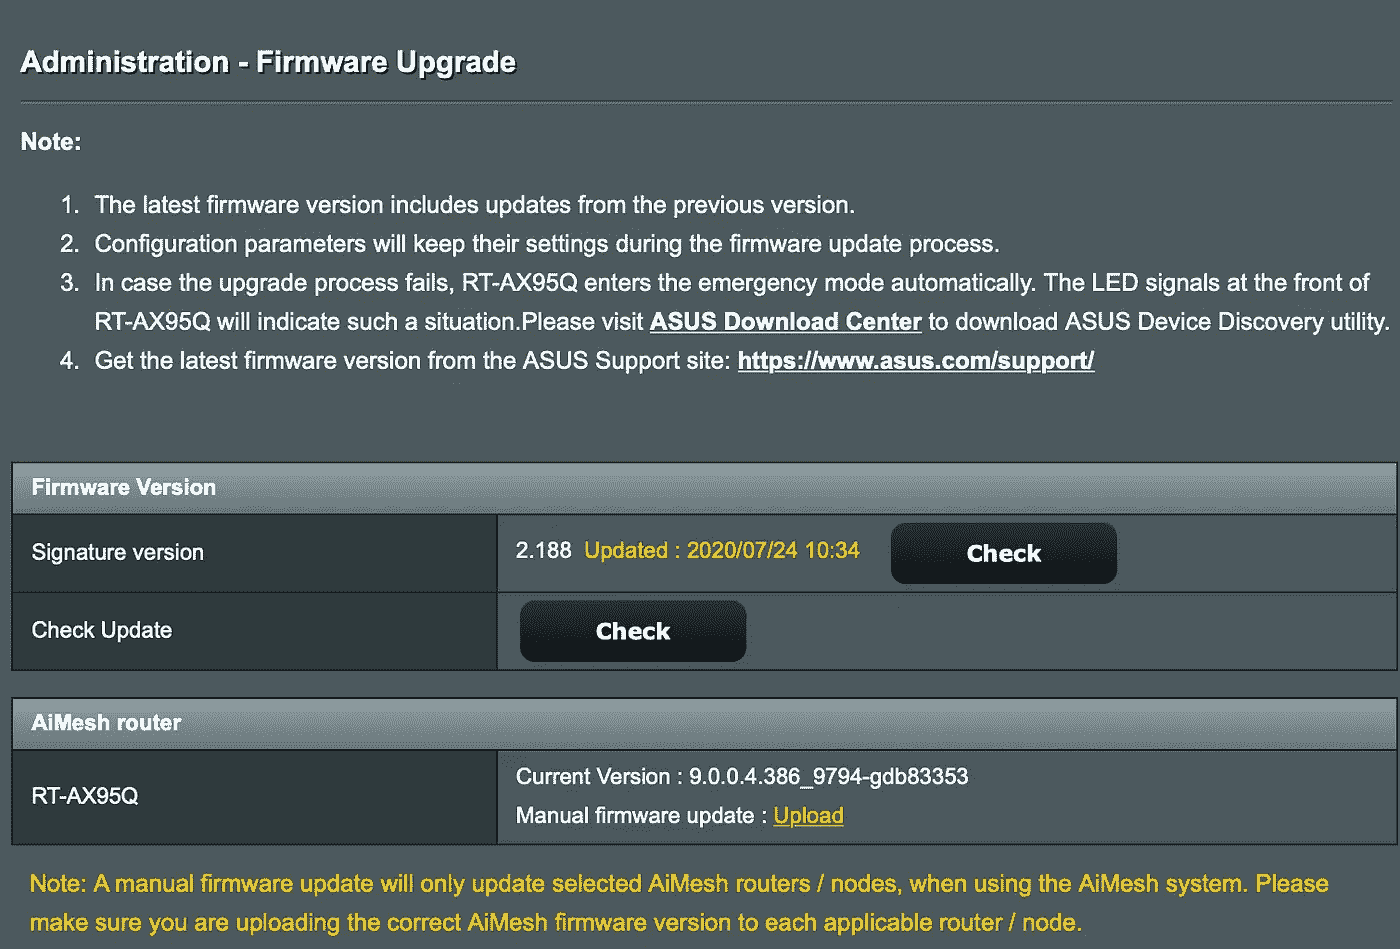 Administration - Firmware Upgrade
Note:
1. The latest firmware version includes updates from the previous version.
2. Configuration parameters will keep their settings during the firmware update process.
3. In case the upgrade process fails, RT-AX95Q enters the emergency mode automatically. The LED signals at the front of
RT-AX95Q will indicate such a situation.Please visit ASUS Download Center to download ASUS Device Discovery utility.
4. Get the latest firmware version from the ASUS Support site: https://www.asus.com/support/
Firmware Version
Signature version 2.188 Updated : 2020/07/24 10:34 Check
Check Update Check
AiMesh router
RT-AX95Q
Current Version : 9.0.0.4.386_9794-gdb83353
Manual firmware update : Upload
Note: A manual firmware update will only update selected AiMesh routers / nodes, when using the AiMesh system. Please
make sure you are uploading the correct AiMesh firmware version to each applicable router / node.